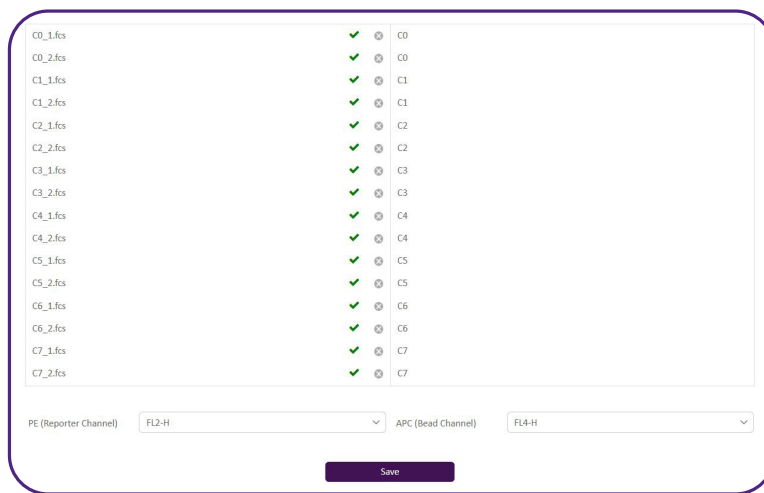 C0_1.fcs C0
C0_2.fcs C0
C1_1.fcs C1
C1_2.fcs C1
C2_1.fcs C2
C2_2.fcs C2
C3_1.fcs C3
C3_2.fcs C3
C4_1.fcs C4
C4_2.fcs C4
C5_1.fcs C5
C5_2.fcs C5
C6_1.fcs C6
C6_2.fcs C6
C7_1.fcs C7
C7_2.fcs C7
PE (Reporter Channel) FL2-H APC (Bead Channel) FL4-H
Save